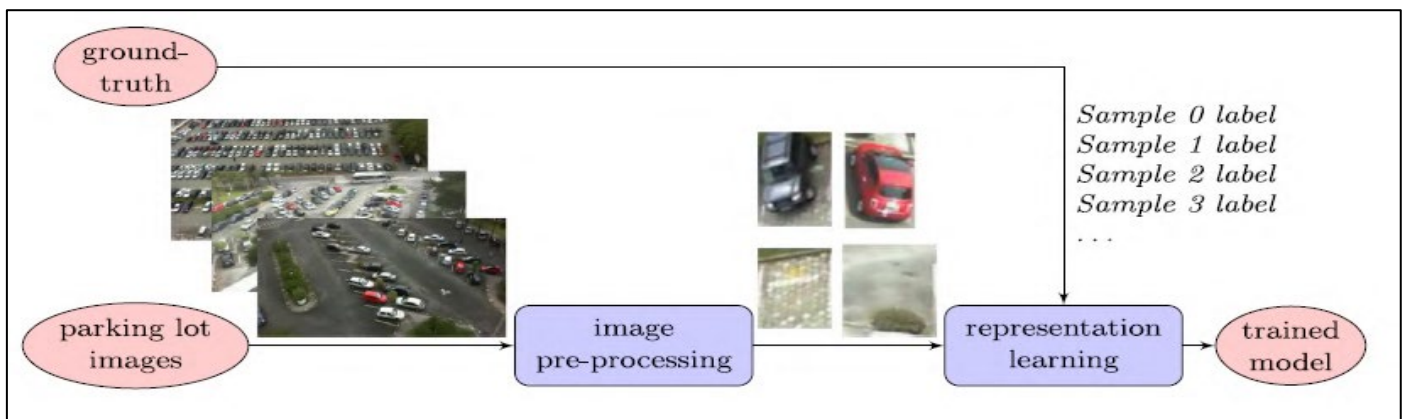 ground-
truth
Sample 0 label
Sample 1 label
Sample 2 label
Sample 3 label
. . .
parking lot
images
image
pre-processing
representation
learning
trained
model